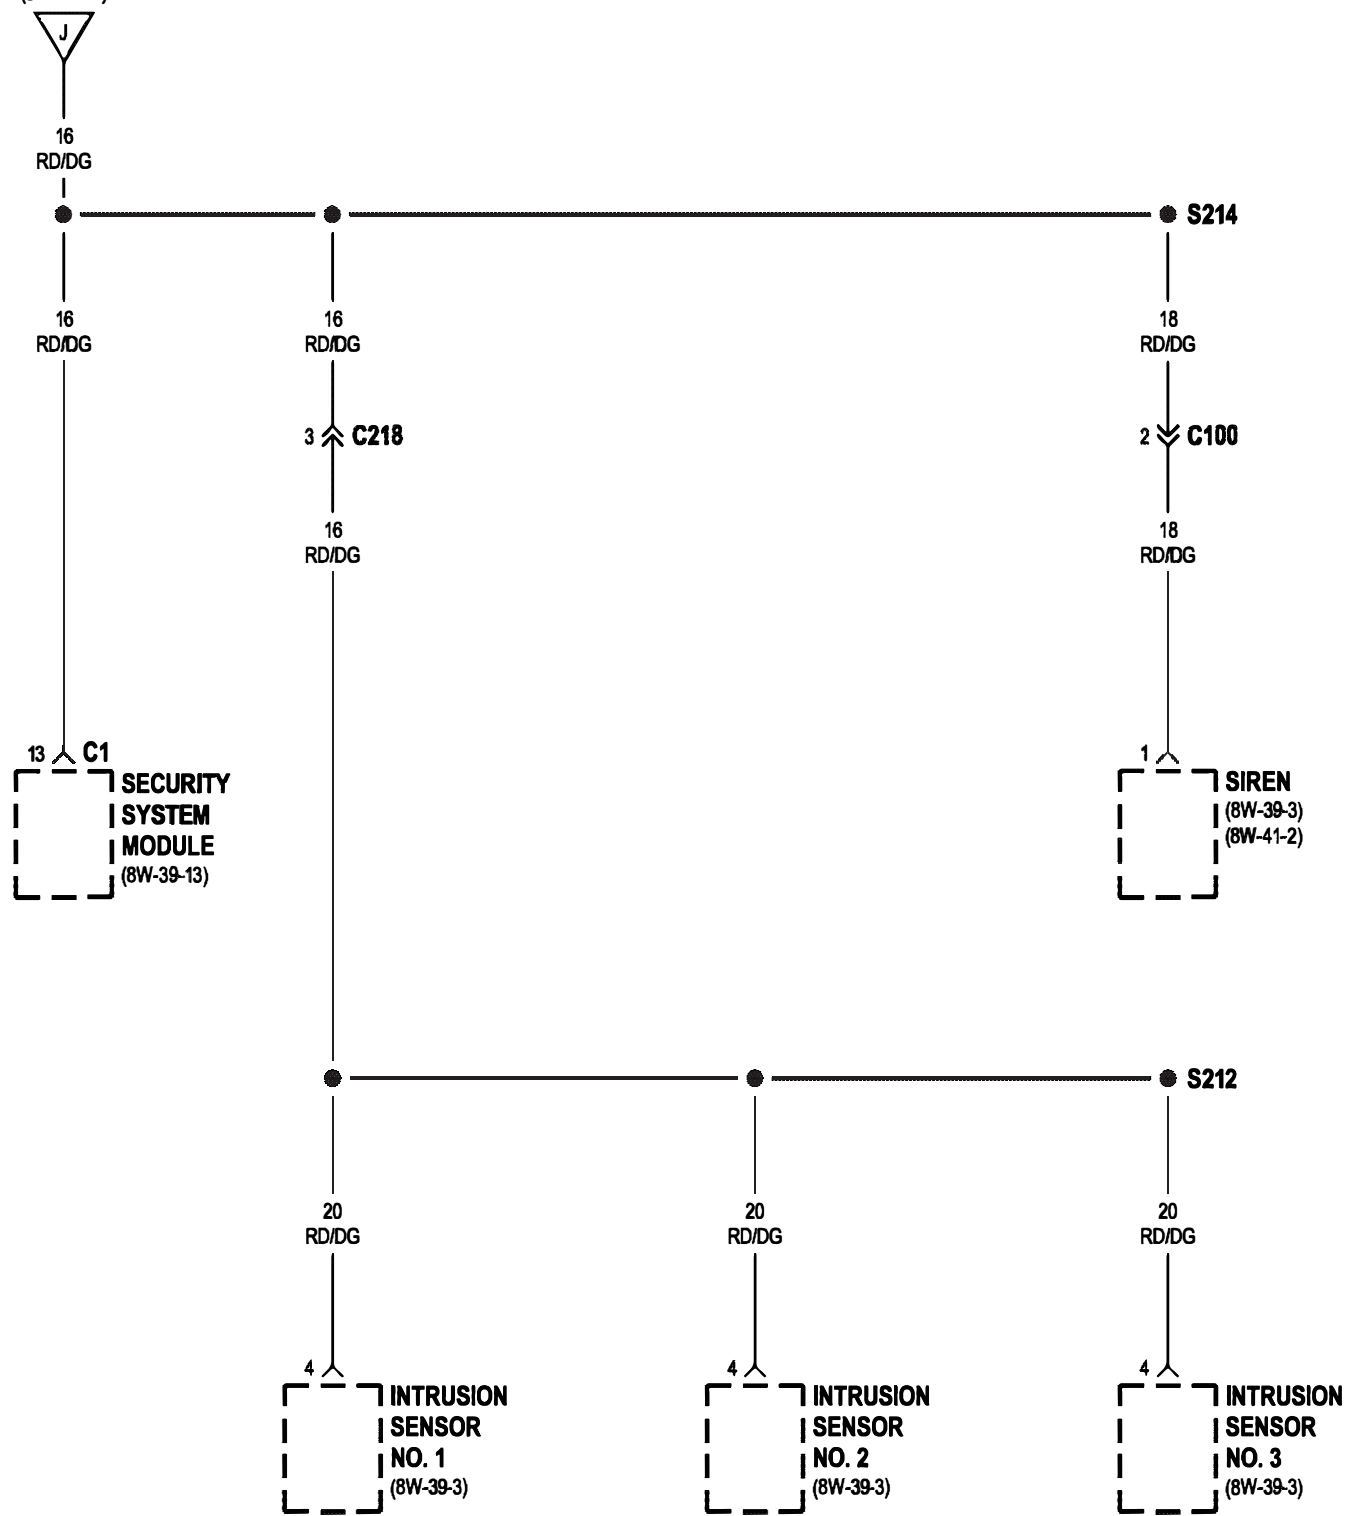 J
16
RD/DG
S214
16
RD/DG
16
RD/DG
18
RD/DG
3
C218
2
C100
16
RD/DG
18
RD/DG
13
C1
SECURITY
SYSTEM
MODULE
(8W-39-13)
1
SIREN
(8W-39-3)
(8W-41-2)
S212
20
RD/DG
20
RD/DG
20
RD/DG
4
INTRUSION
SENSOR
NO. 1
(8W-39-3)
4
INTRUSION
SENSOR
NO. 2
(8W-39-3)
4
INTRUSION
SENSOR
NO. 3
(8W-39-3)